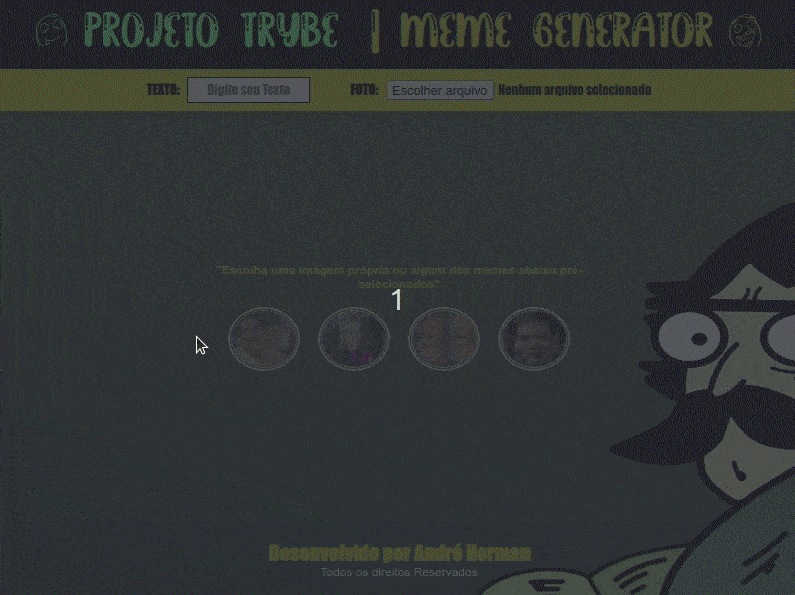 PROJETO TRYBE | MEME GENERATOR
TEXTO: Digite seu Texto FOTO: Escolher arquivo Nenhum arquivo selecionado
"Escolha uma imagem própria ou algum dos memes abaixo pré-
selecionados"
1
Desenvolvido por André Horman
Todos os direitos Reservados